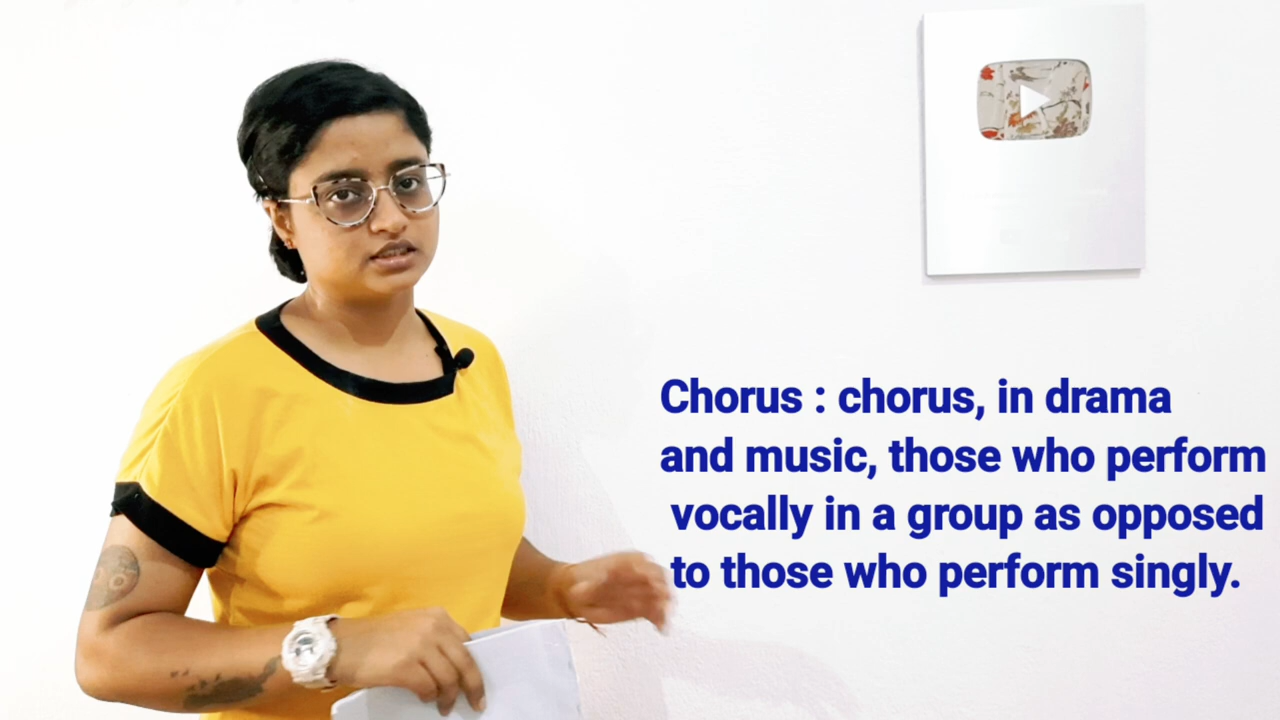 Chorus : chorus, in drama
and music, those who perform
vocally in a group as opposed
to those who perform singly.